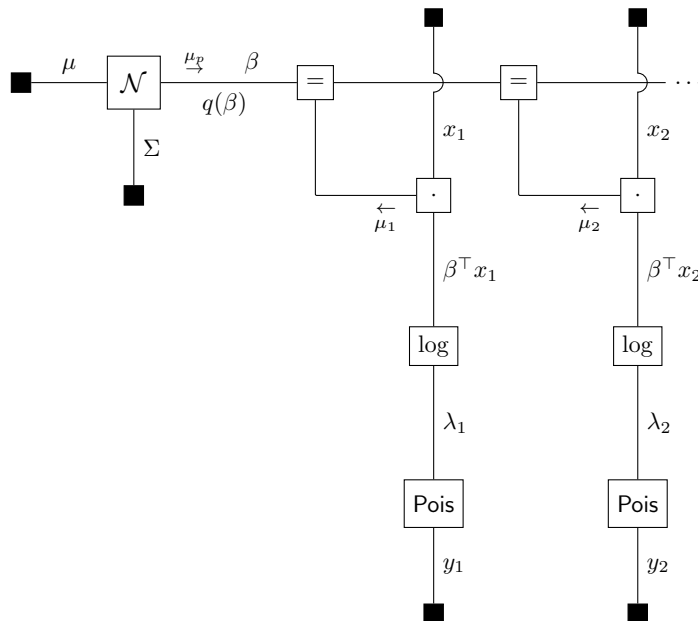 μ 𝒩 μ_p → β = = ⋯
q(β)
Σ x_1 x_2
← · ← ·
μ_1 μ_2
β^⊤x_1 β^⊤x_2
log log
λ_1 λ_2
Pois Pois
y_1 y_2